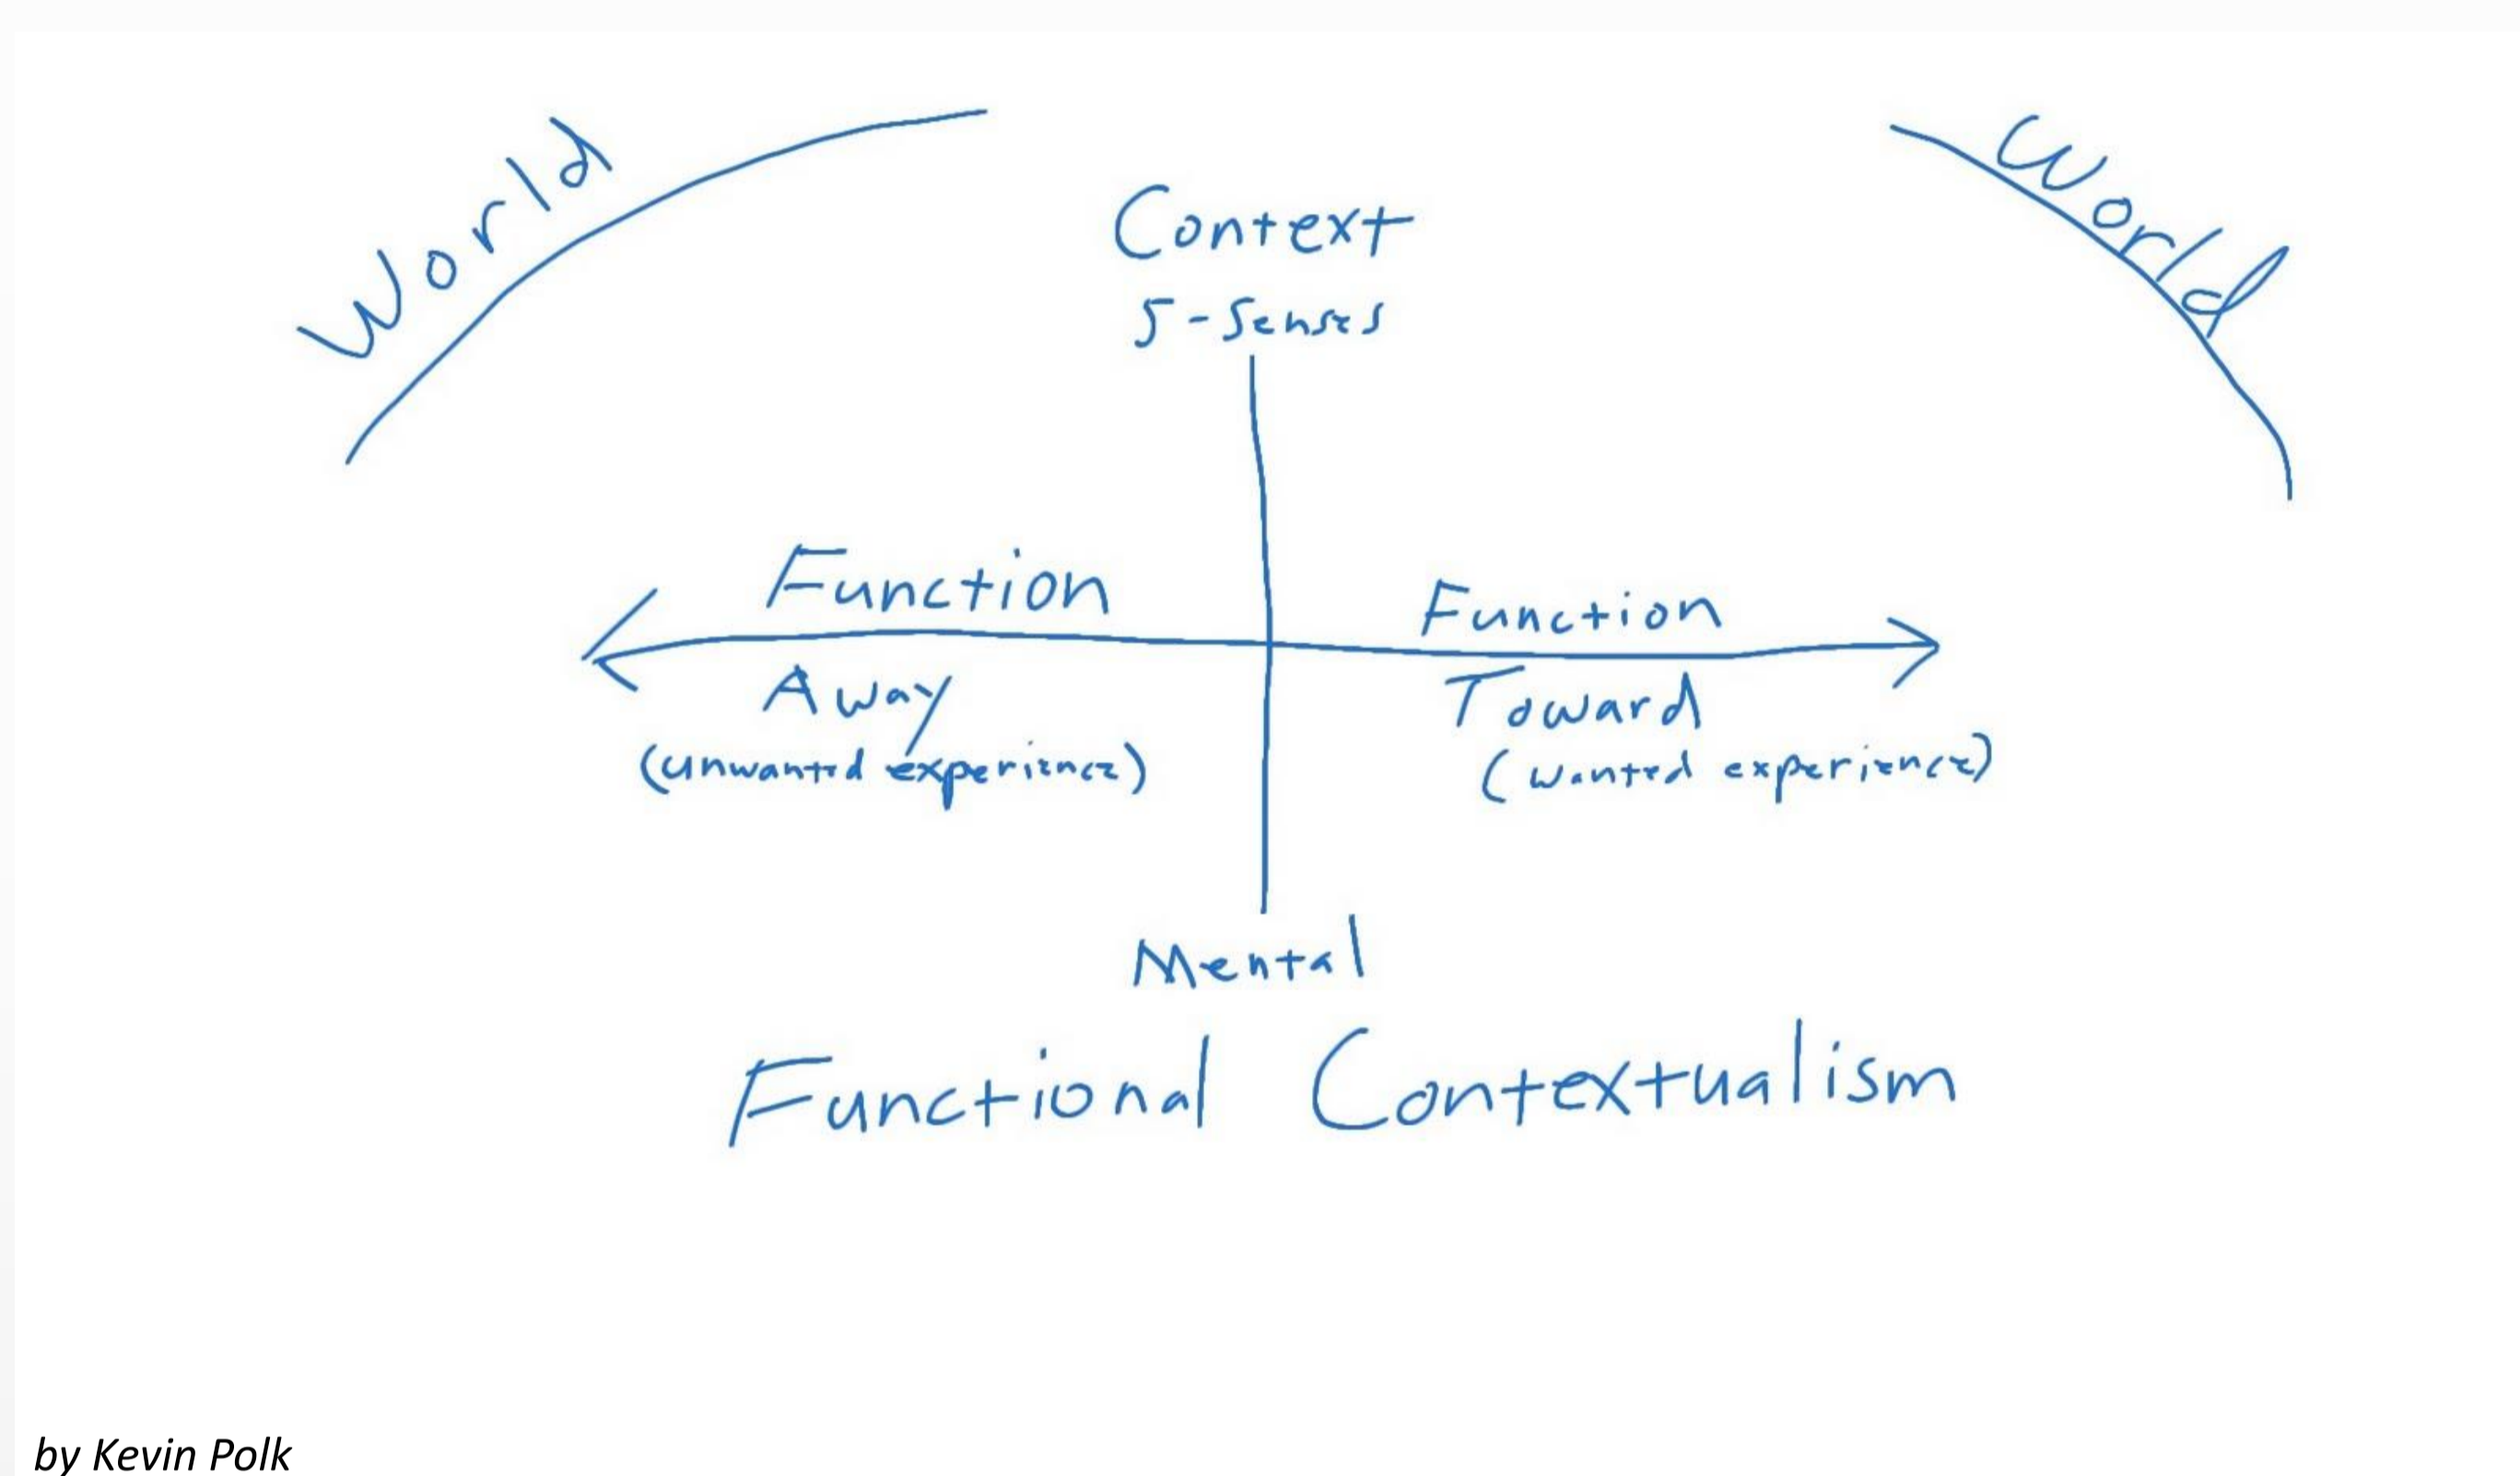 World
World
Context
5-Senses
Function
Function
Away
Toward
(unwanted experience)
(wanted experience)
Mental
Functional Contextualism
by Kevin Polk